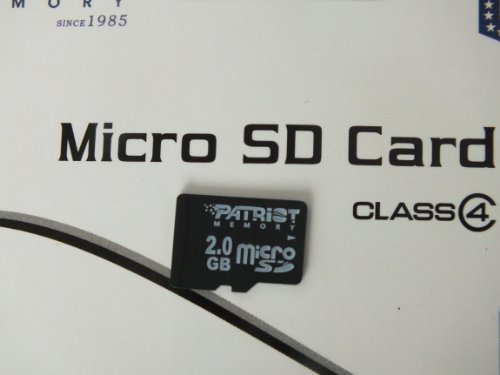 MORY
SINCE 1985
Micro SD Card
CLASS 4
PATRIOT
MEMORY
2.0
GB
micro
SD